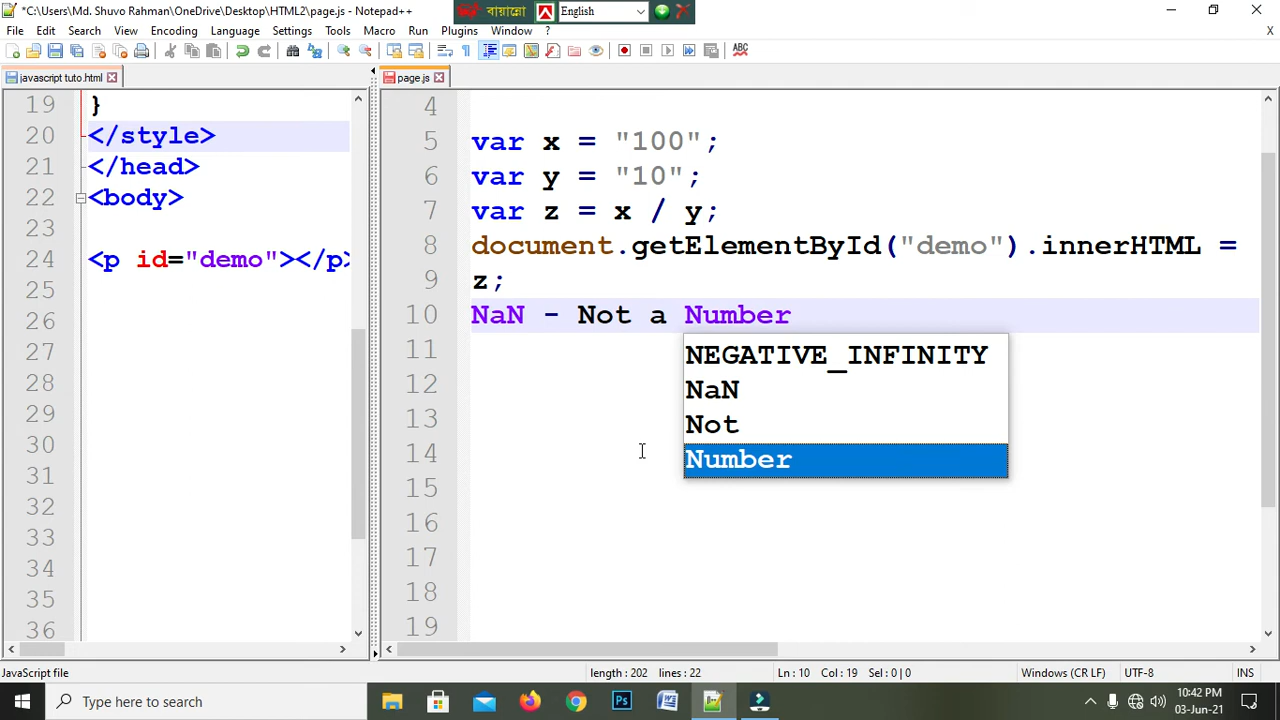 *C:\Users\Md. Shuvo Rahman\OneDrive\Desktop\HTML2\page.js - Notepad++
বায়ান্নো English
File Edit Search View Encoding Language Settings Tools Macro Run Plugins Window ? X
ABC
javascript tuto.html
page.js
19 }
20 </style>
21 </head>
22 <body>
23
24 <p id="demo"></p>
25
26
27
28
29
30
31
32
33
34
35
36
4
5 var x = "100";
6 var y = "10";
7 var z = x / y;
8 document.getElementById("demo").innerHTML =
9 z;
10 NaN - Not a Number
11
12
13
14
15
16
17
18
19
NEGATIVE_INFINITY
NaN
Not
Number
JavaScript file length : 202 lines : 22 Ln : 10 Col : 19 Sel : 0 | 0 Windows (CR LF) UTF-8 INS
Type here to search
Ps
W
10:42 PM
03-Jun-21